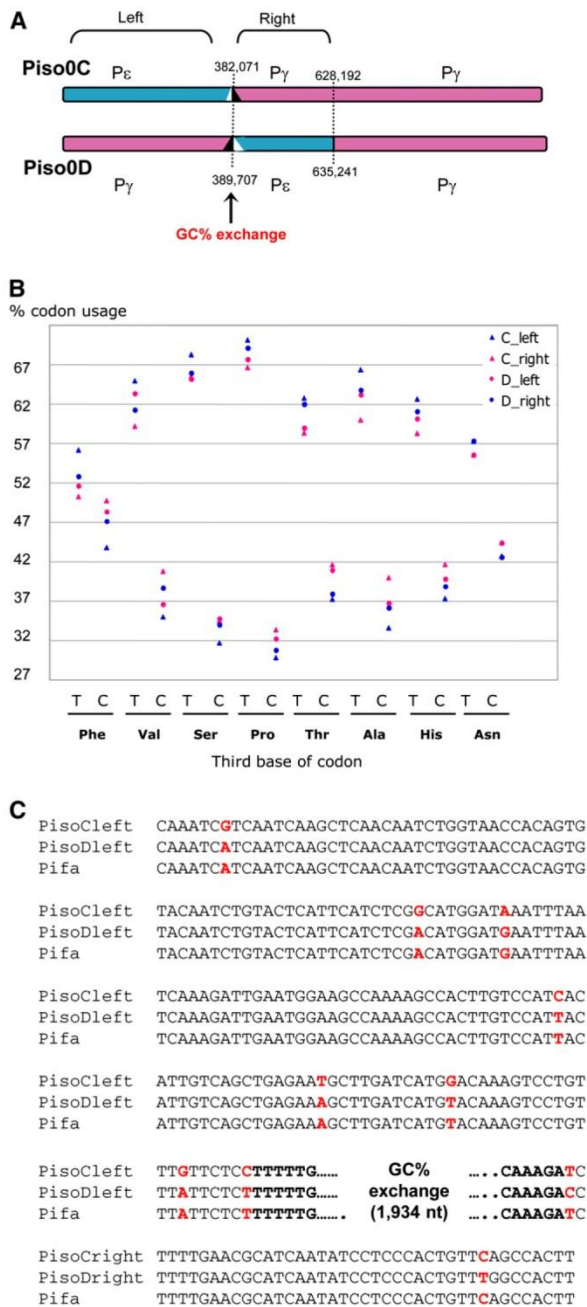 A
Left Right
Piso0C Pε 382,071 Pγ 628,192 Pγ
Piso0D
Pγ 389,707 Pε 635,241 Pγ
GC% exchange
B
% codon usage
C_left
C_right
D_left
D_right
67
62
57
52
47
42
37
32
27
T C T C T C T C T C T C T C T C
Phe Val Ser Pro Thr Ala His Asn
Third base of codon
C
PisoCleft CAAATCGTCAATCAAGCTCAACAATCTGGTAACCACAGTG
PisoDleft CAAATCATCAATCAAGCTCAACAATCTGGTAACCACAGTG
Pifa CAAATCATCAATCAAGCTCAACAATCTGGTAACCACAGTG
PisoCleft TACAATCTGTACTCATTCATCTCGGCATGGATAAATTTAA
PisoDleft TACAATCTGTACTCATTCATCTCGACATGGATGAATTTAA
Pifa TACAATCTGTACTCATTCATCTCGACATGGATGAATTTAA
PisoCleft TCAAAGATTGAATGGAAGCCAAAAGCCACTTGTCCATCAC
PisoDleft TCAAAGATTGAATGGAAGCCAAAAGCCACTTGTCCATTAC
Pifa TCAAAGATTGAATGGAAGCCAAAAGCCACTTGTCCATTAC
PisoCleft ATTGTCAGCTGAGAATGCTTGATCATGGACAAAGTCCTGT
PisoDleft ATTGTCAGCTGAGAAAGCTTGATCATGTACAAAGTCCTGT
Pifa ATTGTCAGCTGAGAAAGCTTGATCATGTACAAAGTCCTGT
PisoCleft TTGTTCTCCTTTTTG…… GC% …..CAAAGATC
PisoDleft TTATTCTCTTTTTTG…… exchange …..CAAAGACC
Pifa TTATTCTCTTTTTTG……. (1,934 nt) …..CAAAGATC
PisoCright TTTTGAACGCATCAATATCCTCCCACTGTTCAGCCACTT
PisoDright TTTTGAACGCATCAATATCCTCCCACTGTTTGGCCACTT
Pifa TTTTGAACGCATCAATATCCTCCCACTGTTCAGCCACTT